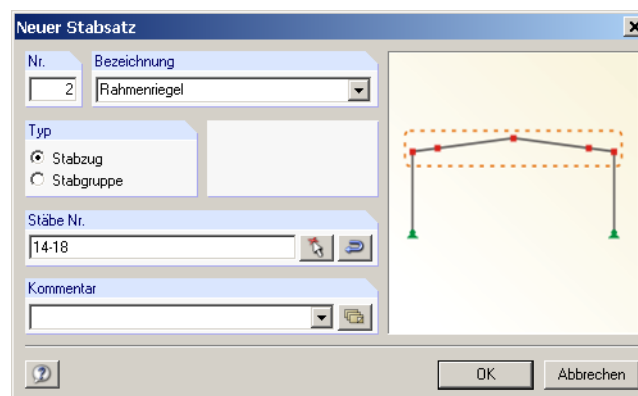 Neuer Stabsatz
Nr.
Bezeichnung
2
Rahmenriegel
Typ
Stabzug
Stabgruppe
Stäbe Nr.
14-18
Kommentar
OK
Abbrechen